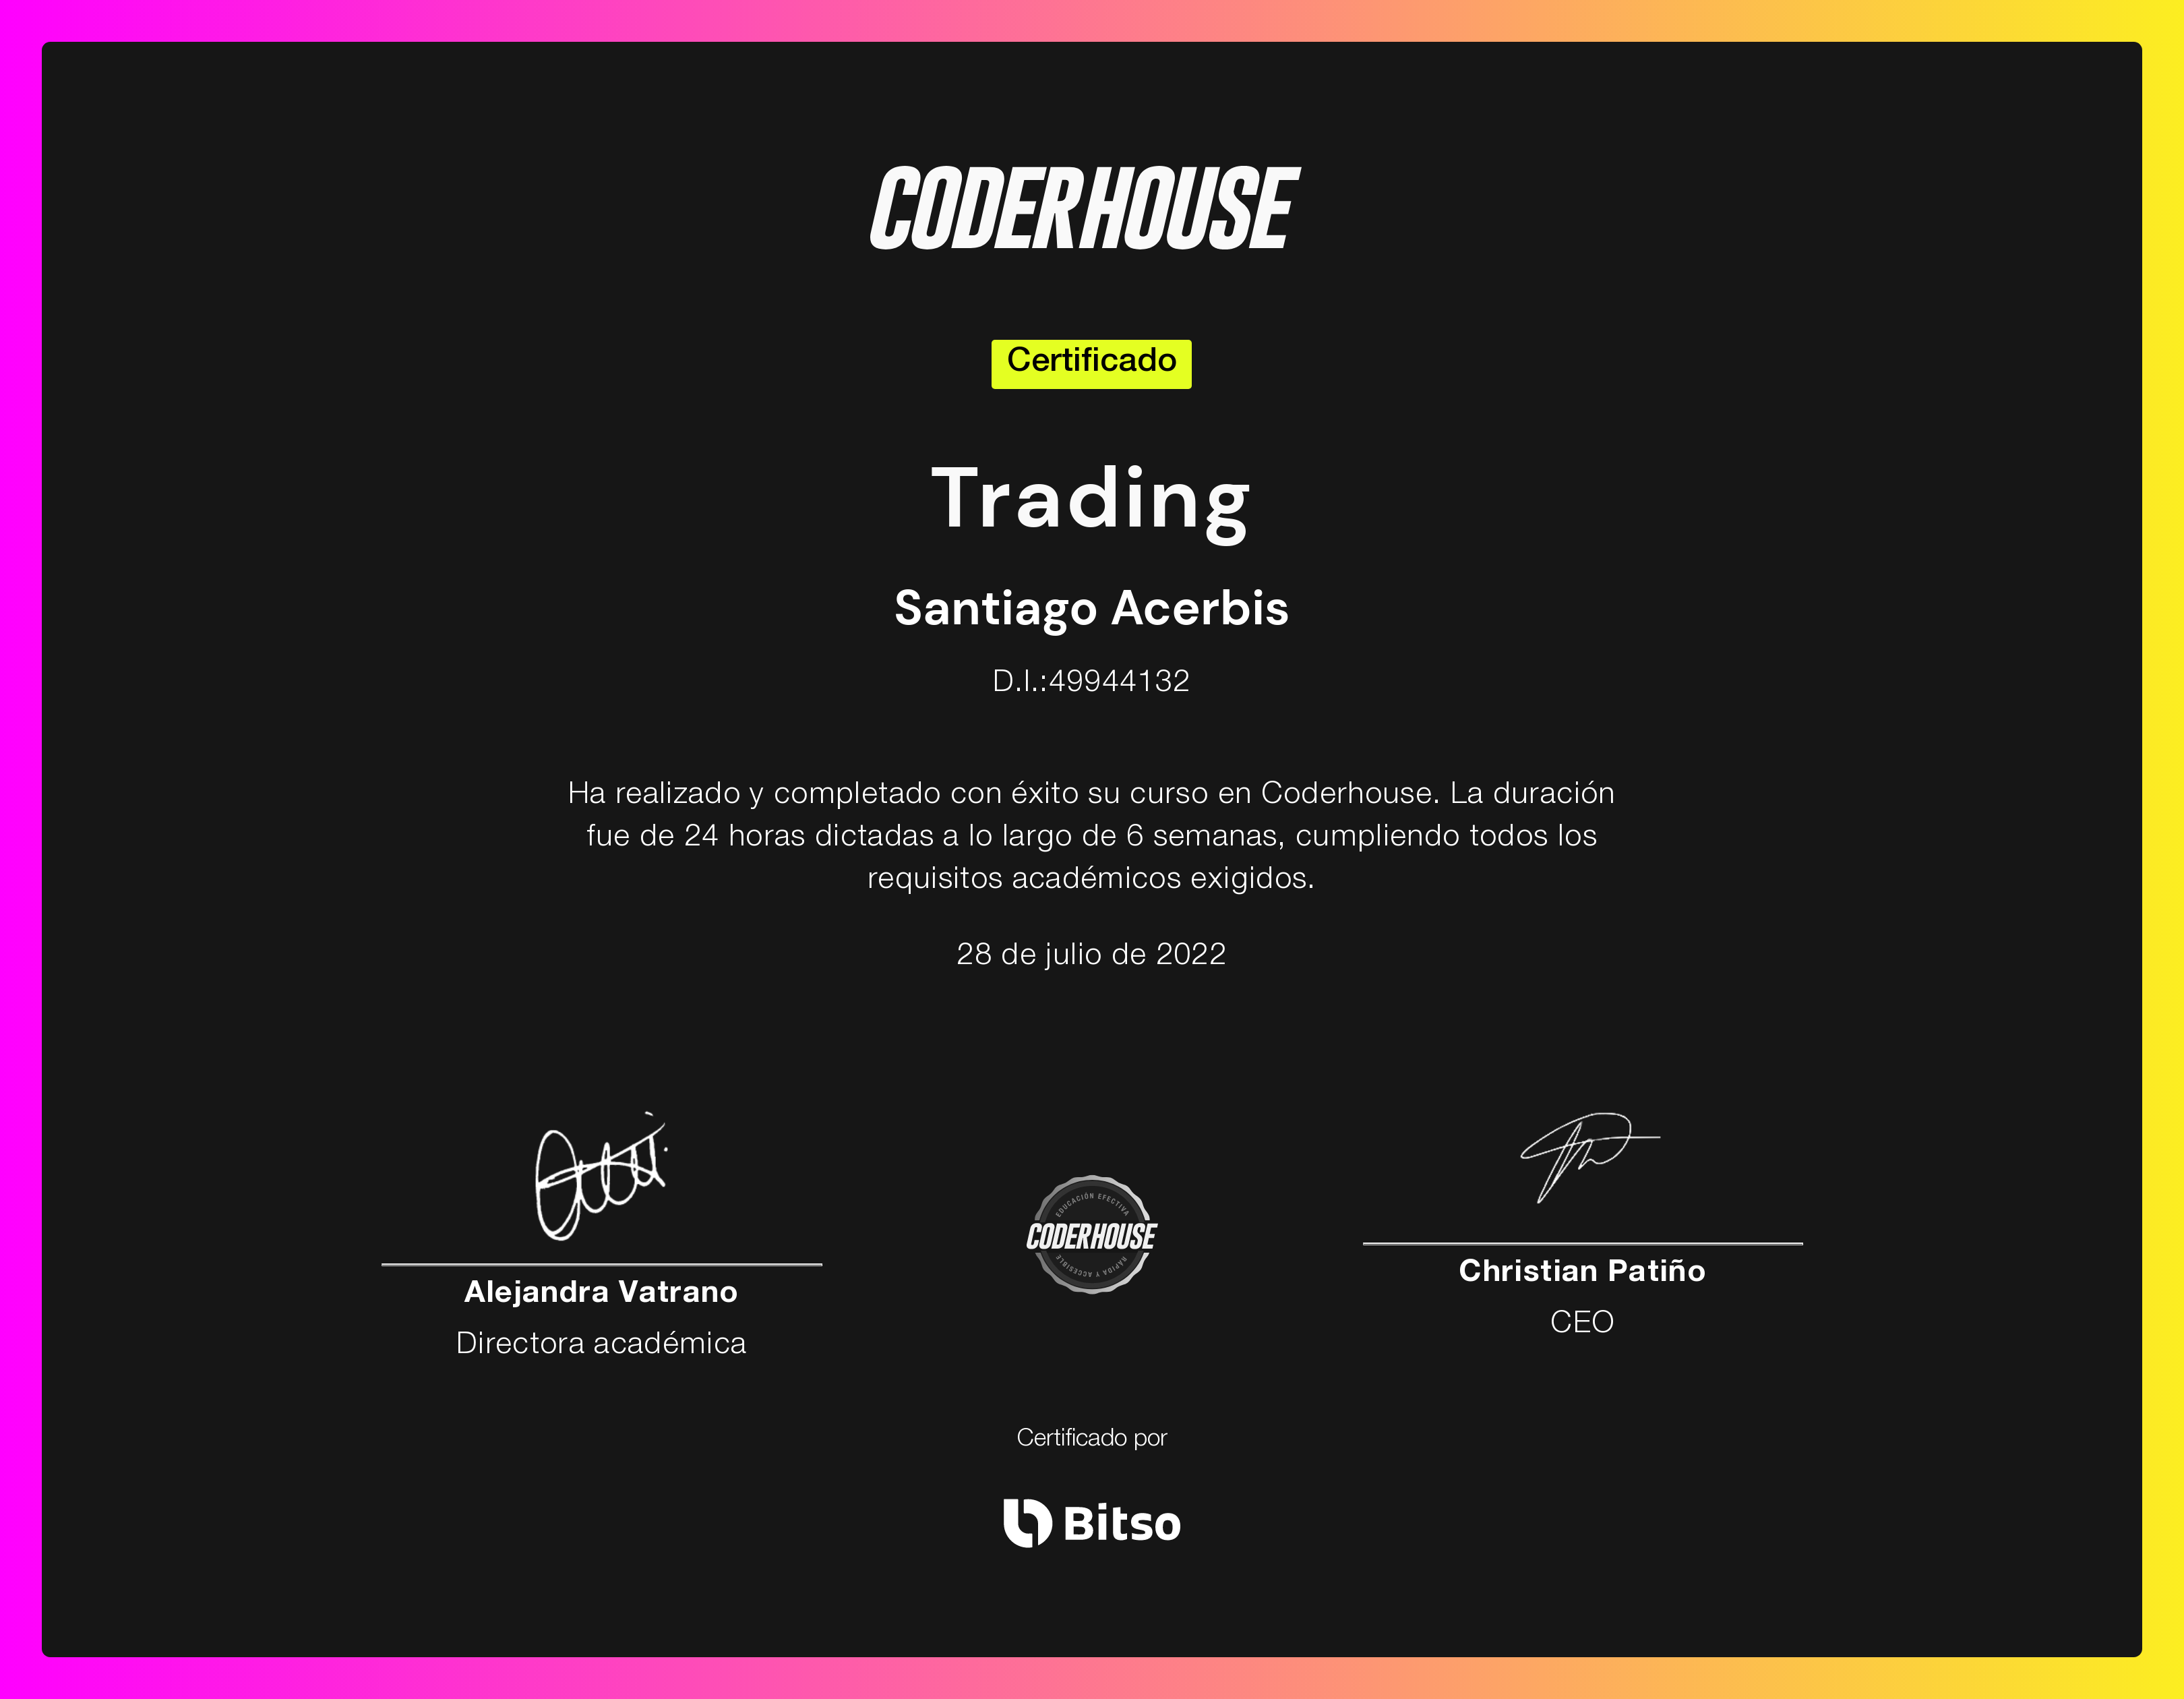 CODERHOUSE
Certificado
Trading
Santiago Acerbis
D.I.:49944132
Ha realizado y completado con éxito su curso en Coderhouse. La duración
fue de 24 horas dictadas a lo largo de 6 semanas, cumpliendo todos los
requisitos académicos exigidos.
28 de julio de 2022
EDUCACIÓN EFECTIVA
CODERHOUSE
RÁPIDA Y ACCESIBLE
Alejandra Vatrano
Directora académica
Christian Patiño
CEO
Certificado por
Bitso